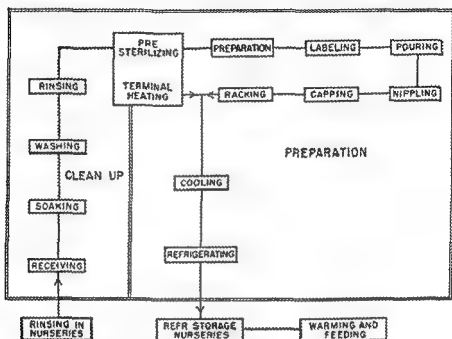 PRE
STERILIZING
PREPARATION
LABELING
POURING
TERMINAL
HEATING
RACKING
CAPPING
NIPPLING
RINSING
WASHING
CLEAN UP
PREPARATION
SOAKING
COOLING
RECEIVING
REFRIGERATING
RINSING IN
NURSERIES
REFR STORAGE
NURSERIES
WARMING AND
FEEDING